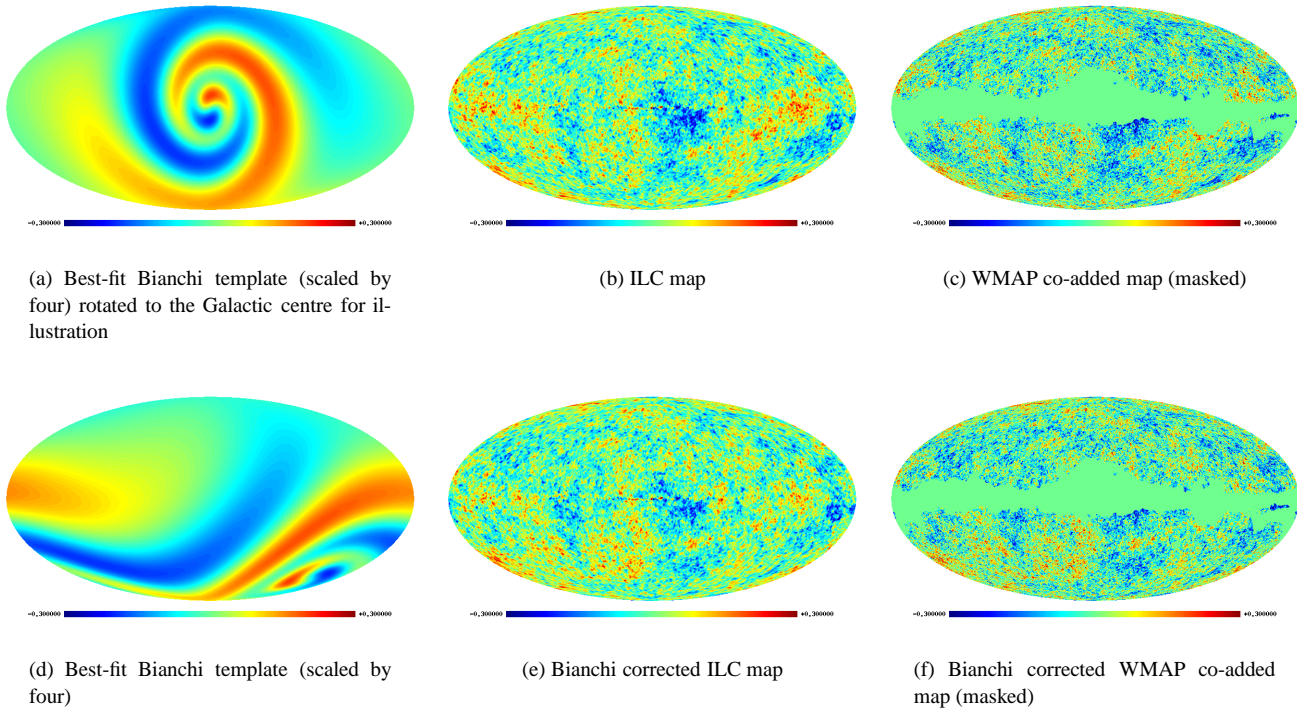 -0.300000 +0.300000
-0.300000 +0.300000
-0.300000 +0.300000
(a) Best-fit Bianchi template (scaled by
four) rotated to the Galactic centre for il-
lustration
(b) ILC map
(c) WMAP co-added map (masked)
-0.300000 +0.300000
-0.300000 +0.300000
-0.300000 +0.300000
(d) Best-fit Bianchi template (scaled by
four)
(e) Bianchi corrected ILC map
(f) Bianchi corrected WMAP co-added
map (masked)